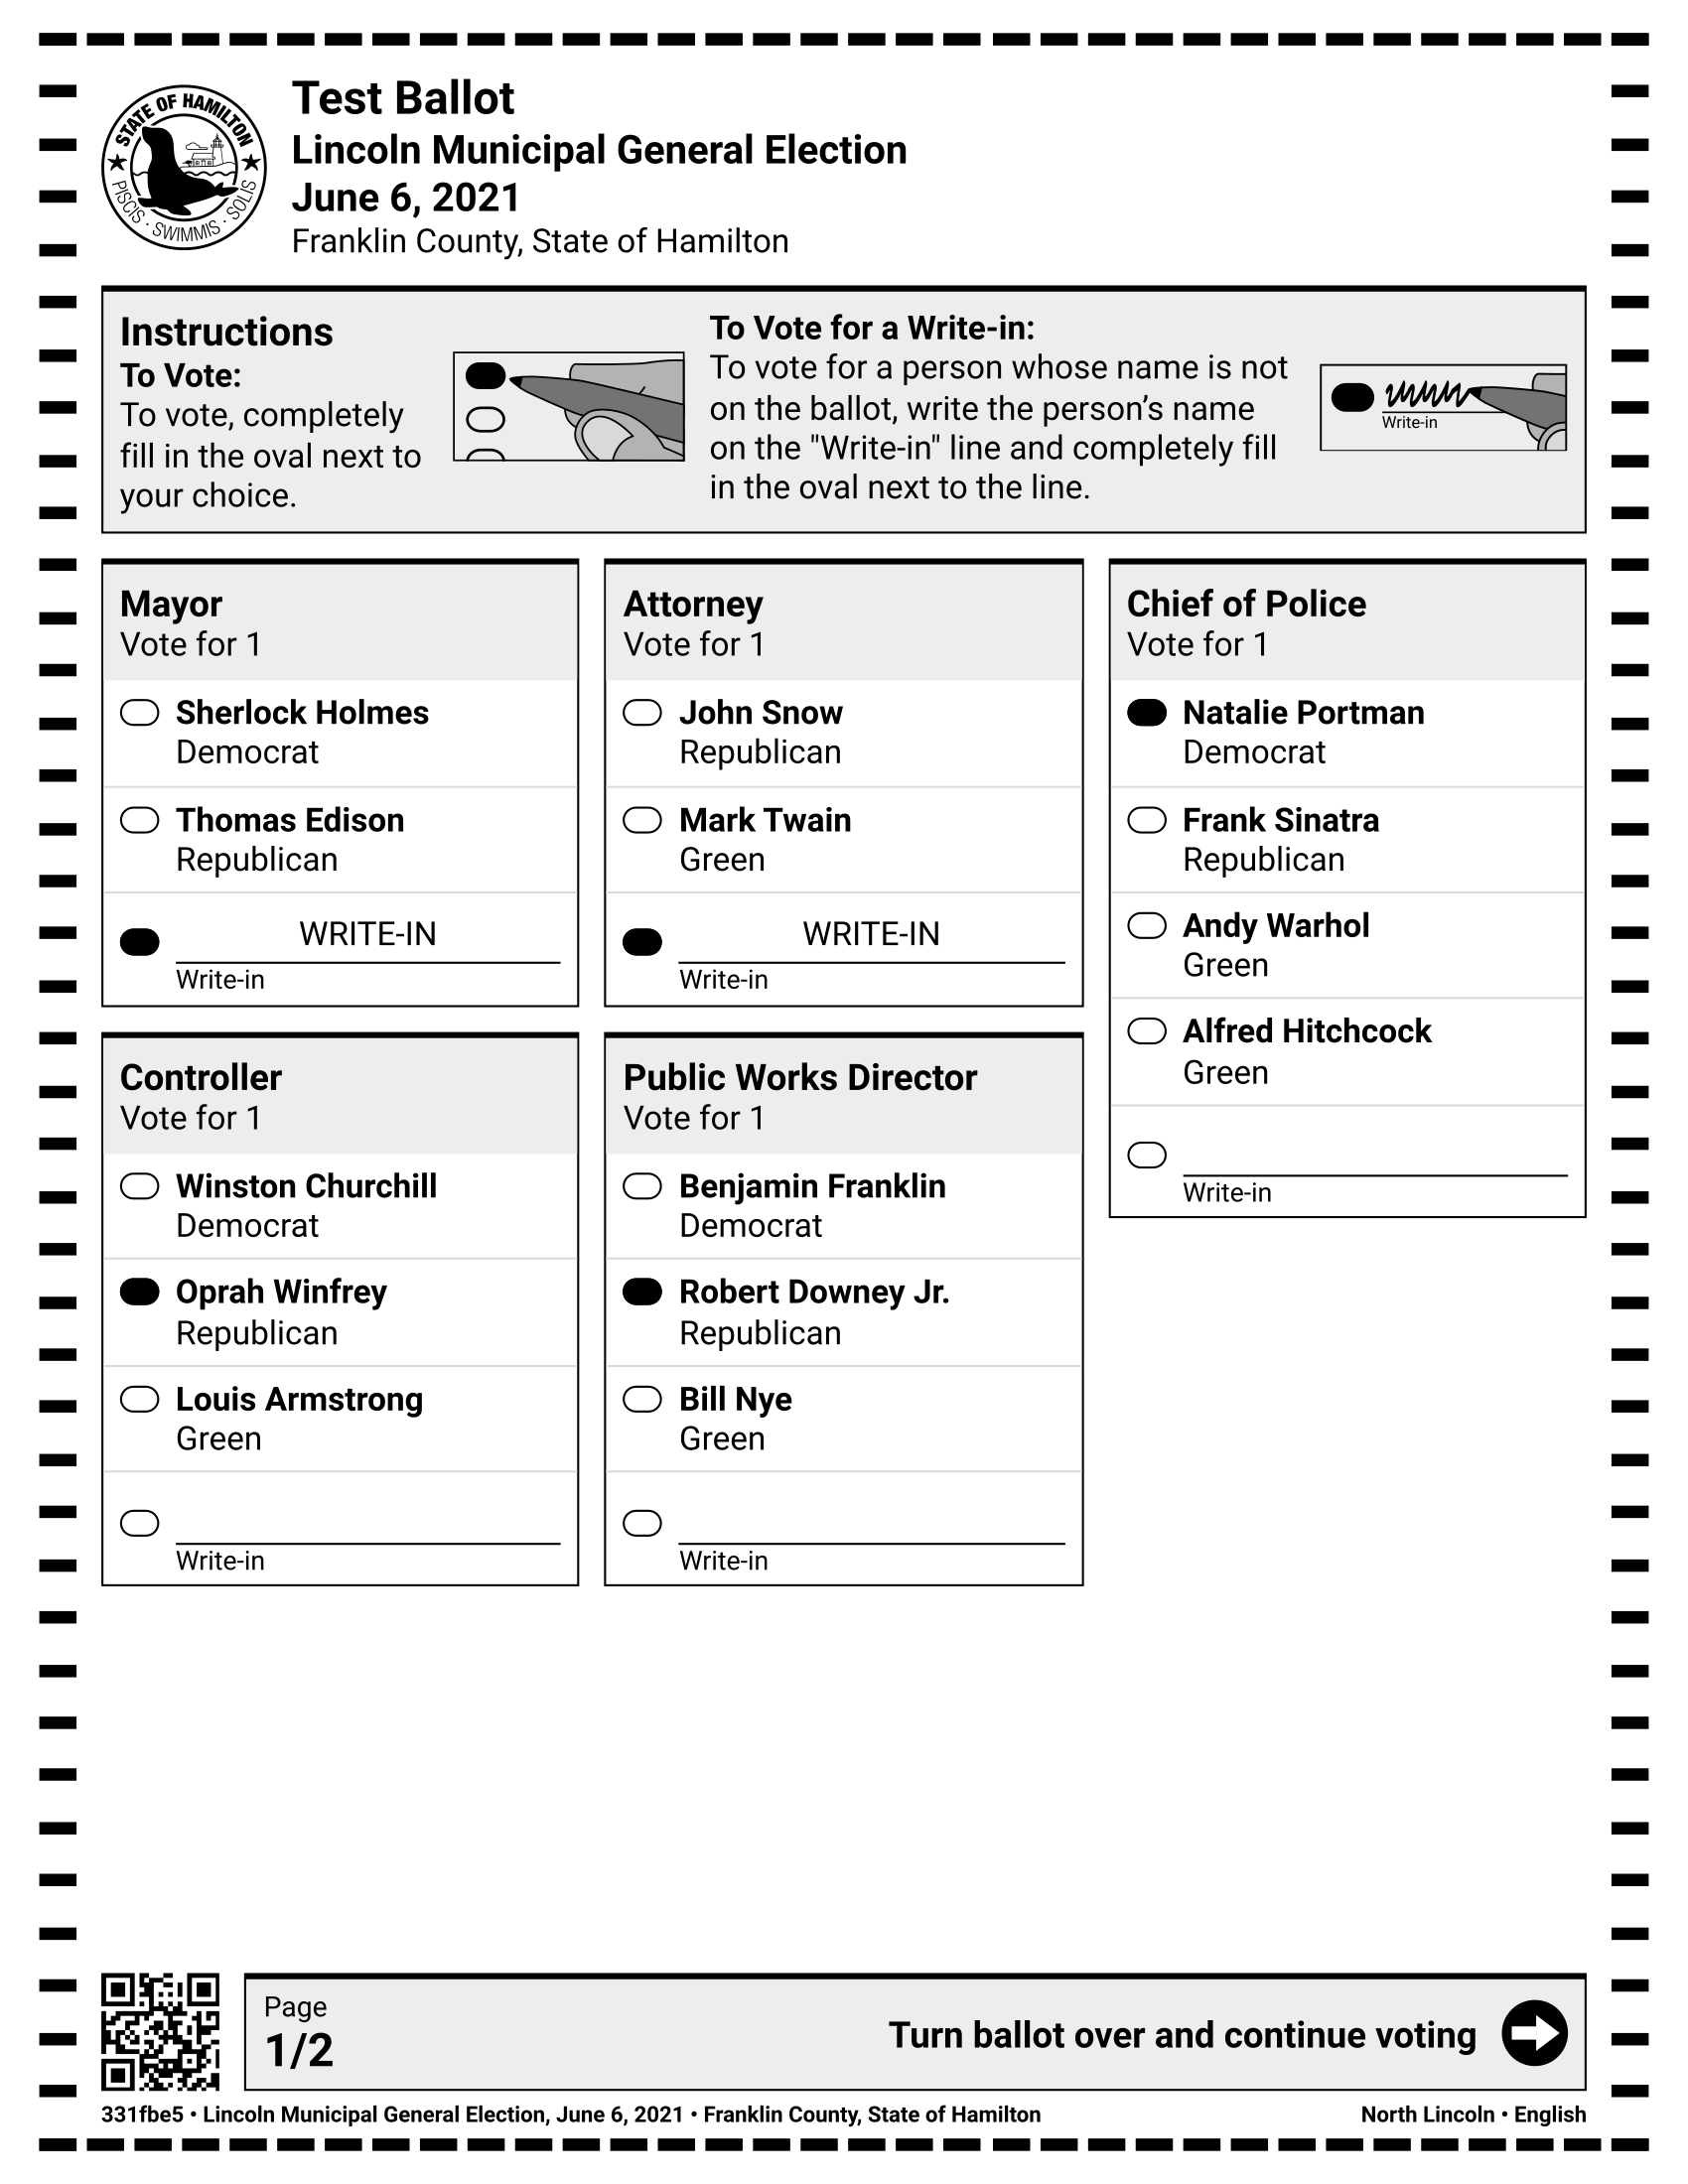 STATE OF HAMILTON
PISCIS · SWIMMIS · SOLIS
Test Ballot
Lincoln Municipal General Election
June 6, 2021
Franklin County, State of Hamilton
Instructions
To Vote:
To vote, completely
fill in the oval next to
your choice.
To Vote for a Write-in:
To vote for a person whose name is not
on the ballot, write the person’s name
on the "Write-in" line and completely fill
in the oval next to the line.
Write-in
Mayor
Vote for 1
Sherlock Holmes
Democrat
Thomas Edison
Republican
WRITE-IN
Write-in
Controller
Vote for 1
Winston Churchill
Democrat
Oprah Winfrey
Republican
Louis Armstrong
Green
Write-in
Attorney
Vote for 1
John Snow
Republican
Mark Twain
Green
WRITE-IN
Write-in
Public Works Director
Vote for 1
Benjamin Franklin
Democrat
Robert Downey Jr.
Republican
Bill Nye
Green
Write-in
Chief of Police
Vote for 1
Natalie Portman
Democrat
Frank Sinatra
Republican
Andy Warhol
Green
Alfred Hitchcock
Green
Write-in
Page
1/2
Turn ballot over and continue voting
331fbe5 • Lincoln Municipal General Election, June 6, 2021 • Franklin County, State of Hamilton
North Lincoln • English